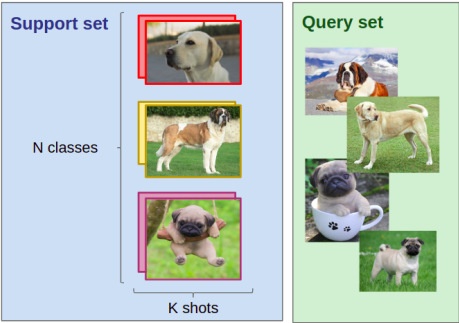 Support set
Query set
N classes
K shots